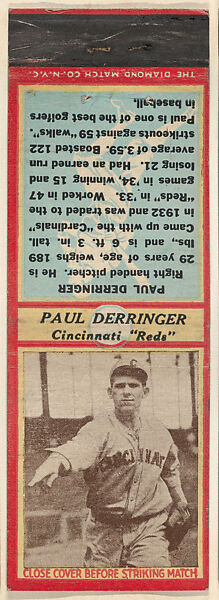 THE DIAMOND MATCH CO. N.Y.C.
PAUL DERRINGER
Right handed pitcher. He is
29 years of age, weighs 189
lbs., and is 6 ft. 3 in. tall.
Came up with the "Cardinals"
in 1932 and was traded to the
"Reds" in '33. Worked in 47
games in '34, winning 15 and
losing 21. Had an earned run
average of 3.59. Boasted 122
strikeouts against 59 "walks".
Paul is one of the best golfers
in baseball.
PAUL DERRINGER
Cincinnati "Reds"
C
CINCINNATI
CLOSE COVER BEFORE STRIKING MATCH